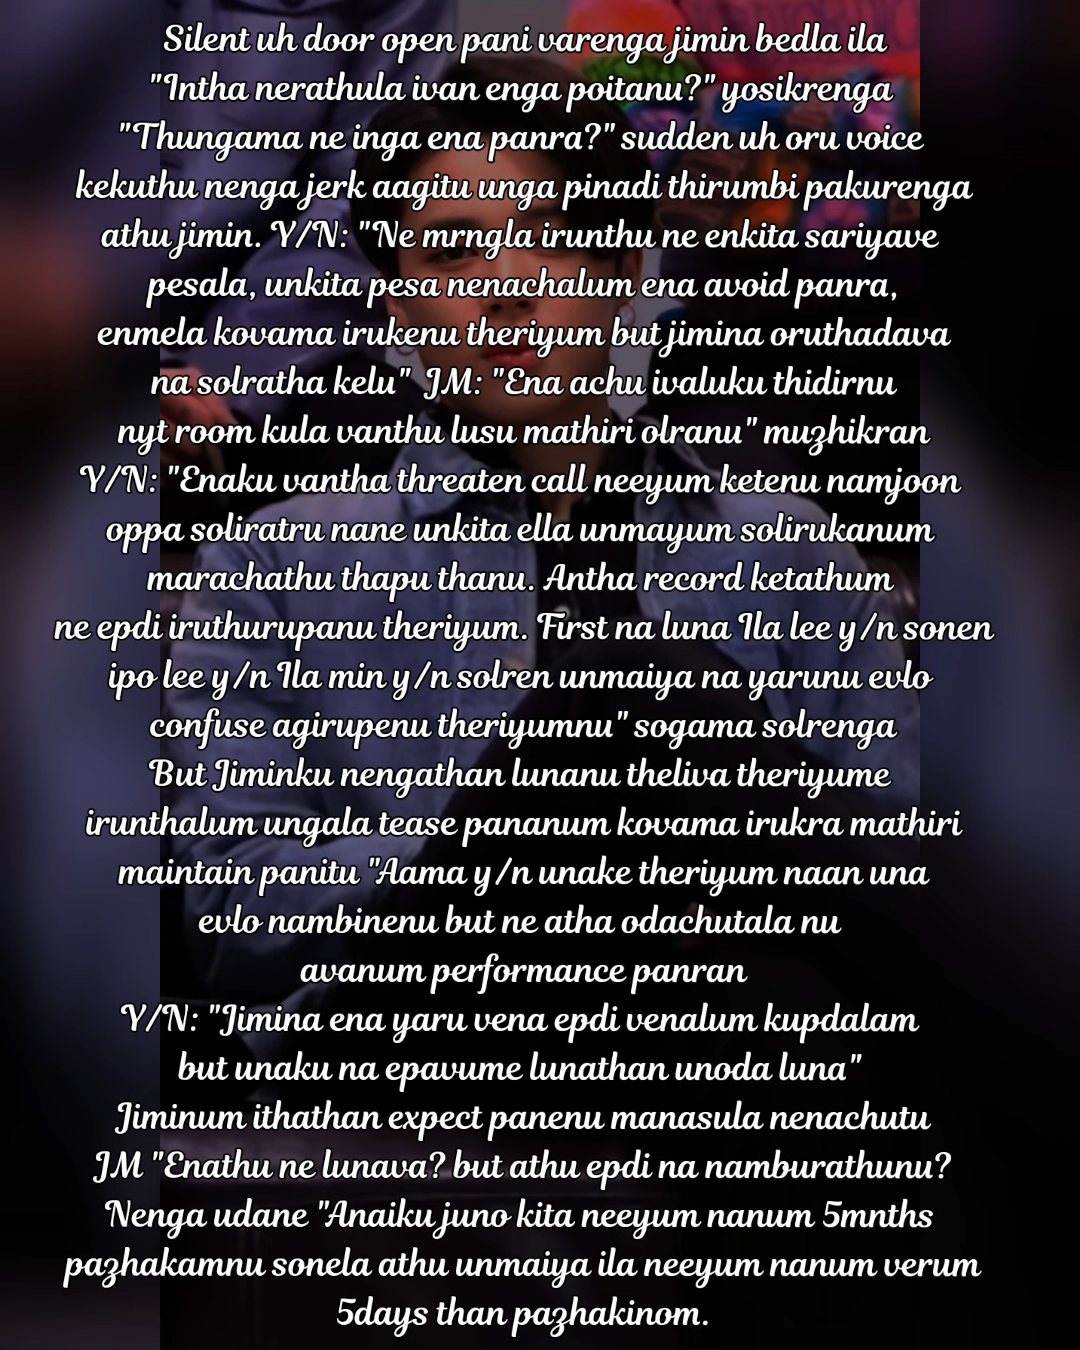 Silent uh door open pani varenga jimin bedla ila
"Intha nerathula ivan enga poitanu?" yosikrenga
"Thungama ne inga ena panra?" sudden uh oru voice
kekuthu nenga jerk aagitu unga pinadi thirumbi pakurenga
athu jimin. Y/N: "Ne mrngla irunthu ne enkita sariyave
pesala, unkita pesa nenachalum ena avoid panra,
enmela kovama irukenu theriyum but jimina oruthadava
na solratha kelu" JM: "Ena achu ivaluku thidirnu
nyt room kula vanthu lusu mathiri olranu" muzhikran
Y/N: "Enaku vantha threaten call neeyum ketenu namjoon
oppa soliratru nane unkita ella unmayum solirukanum
marachathu thapu thanu. Antha record ketathum
ne epdi iruthurupanu theriyum. First na luna Ila lee y/n sonen
ipo lee y/n Ila min y/n solren unmaiya na yarunu evlo
confuse agirupenu theriyumnu" sogama solrenga
But Jiminku nengathan lunanu theliva theriyume
irunthalum ungala tease pananum kovama irukra mathiri
maintain panitu "Aama y/n unake theriyum naan una
evlo nambinenu but ne atha odachutala nu
avanum performance panran
Y/N: "Jimina ena yaru vena epdi venalum kupdalam
but unaku na epavume lunathan unoda luna"
Jiminum ithathan expect panenu manasula nenachutu
JM "Enathu ne lunava? but athu epdi na namburathunu?
Nenga udane "Anaiku juno kita neeyum nanum 5mnths
pazhakamnu sonela athu unmaiya ila neeyum nanum verum
5days than pazhakinom.